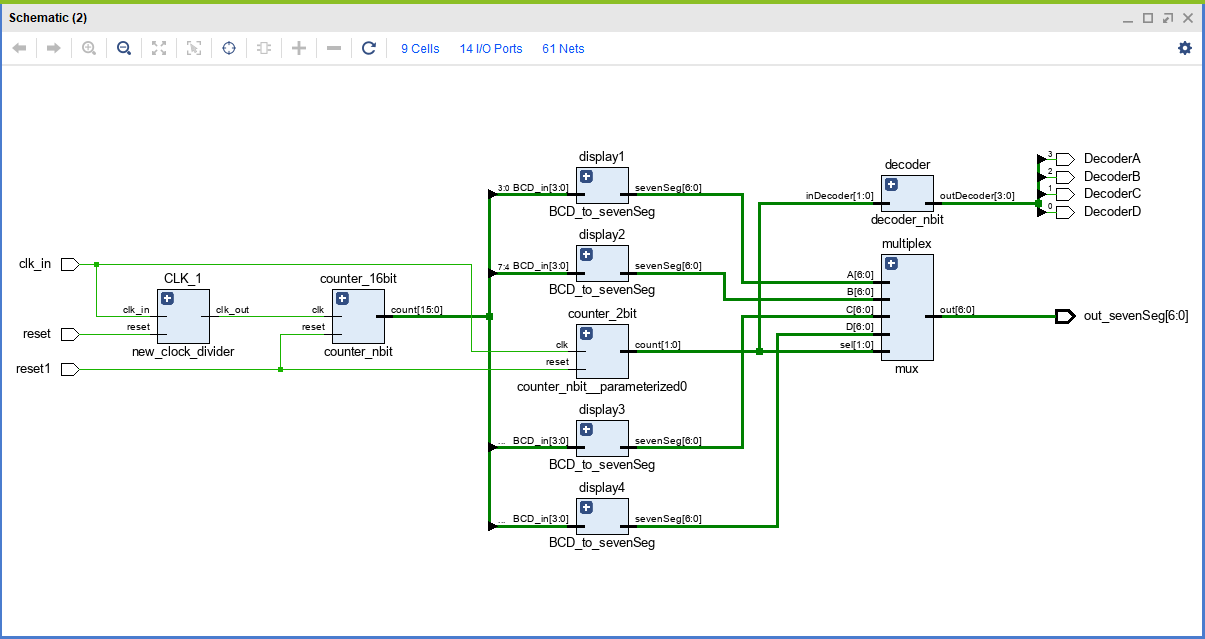 Schematic (2)
9 Cells 14 I/O Ports 61 Nets
clk_in
reset
reset1
CLK_1
clk_in
reset
clk_out
new_clock_divider
counter_16bit
clk
reset
count[15:0]
counter_nbit
display1
3:0 BCD_in[3:0]
sevenSeg[6:0]
BCD_to_sevenSeg
display2
7:4 BCD_in[3:0]
sevenSeg[6:0]
BCD_to_sevenSeg
counter_2bit
clk
reset
count[1:0]
counter_nbit__parameterized0
display3
... BCD_in[3:0]
sevenSeg[6:0]
BCD_to_sevenSeg
display4
... BCD_in[3:0]
sevenSeg[6:0]
BCD_to_sevenSeg
decoder
inDecoder[1:0]
outDecoder[3:0]
decoder_nbit
multiplex
A[6:0]
B[6:0]
C[6:0]
D[6:0]
sel[1:0]
out[6:0]
mux
3 DecoderA
2 DecoderB
1 DecoderC
0 DecoderD
out_sevenSeg[6:0]